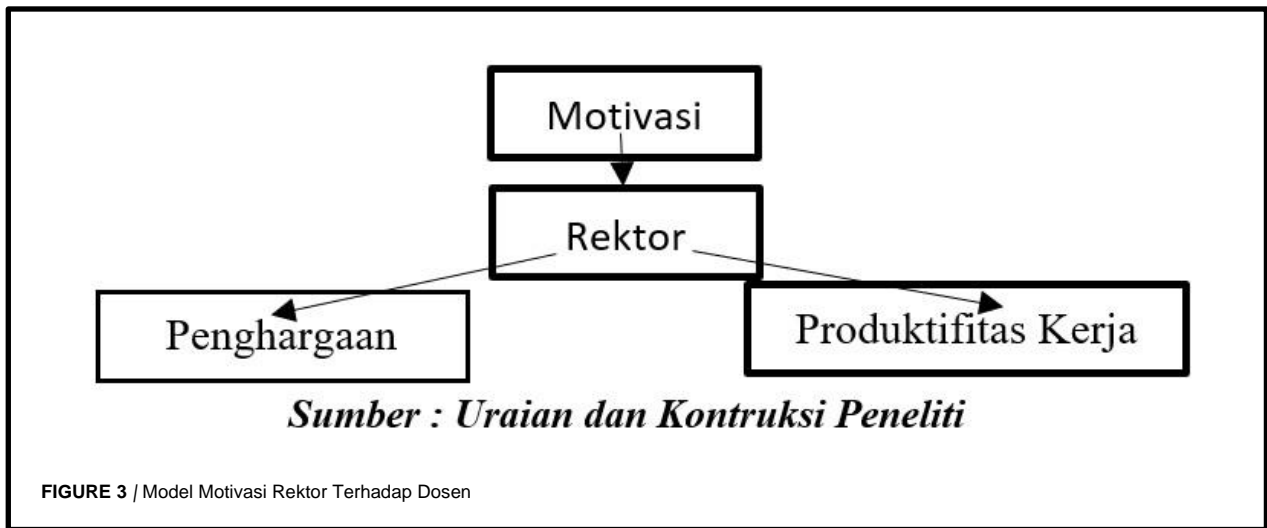 Motivasi
Rektor
Penghargaan
Produktifitas Kerja
Sumber : Uraian dan Kontruksi Peneliti
FIGURE 3 | Model Motivasi Rektor Terhadap Dosen